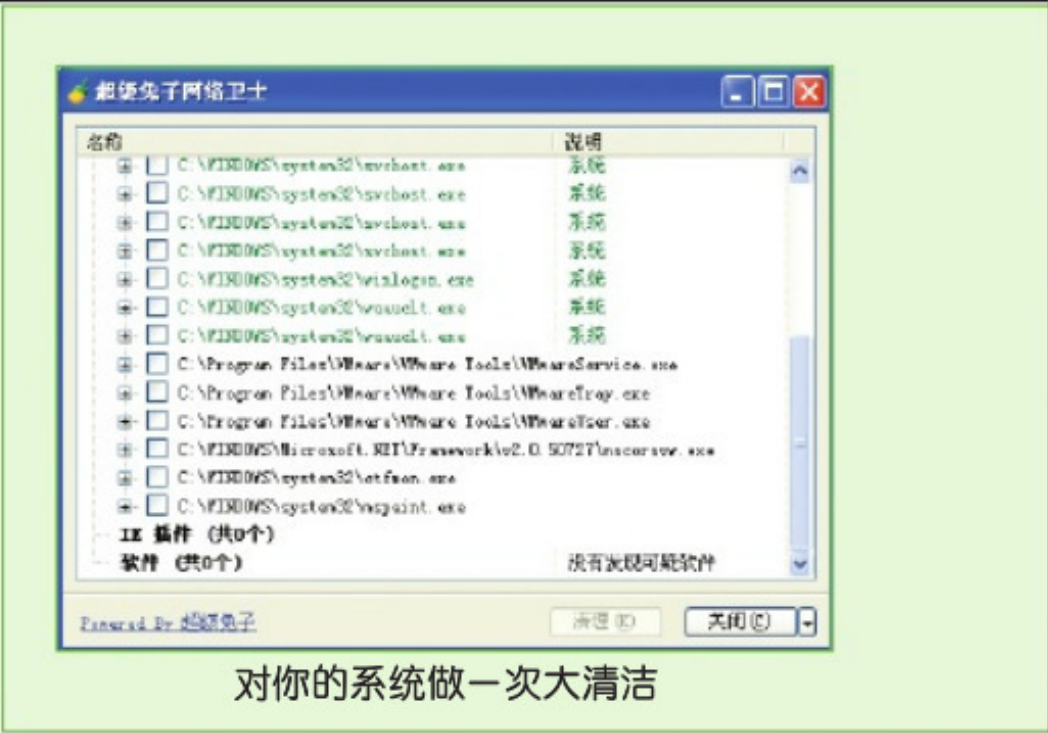 超级兔子网络卫士
名称 说明
C:\WINDOWS\system32\svchost.exe 系统
C:\WINDOWS\system32\svchost.exe 系统
C:\WINDOWS\system32\svchost.exe 系统
C:\WINDOWS\system32\svchost.exe 系统
C:\WINDOWS\system32\winlogon.exe 系统
C:\WINDOWS\system32\wuauclt.exe 系统
C:\WINDOWS\system32\wuauclt.exe 系统
C:\Program Files\VMware\VMware Tools\VMwareService.exe
C:\Program Files\VMware\VMware Tools\VMwareTray.exe
C:\Program Files\VMware\VMware Tools\VMwareUser.exe
C:\WINDOWS\Microsoft.NET\Framework\v2.0.50727\mscorsvw.exe
C:\WINDOWS\system32\ctfmon.exe
C:\WINDOWS\system32\mspaint.exe
IE 插件 (共0个)
软件 (共0个) 没有发现可疑软件
Powered By 超级兔子 清理(K) 关闭(C)
对你的系统做一次大清洁